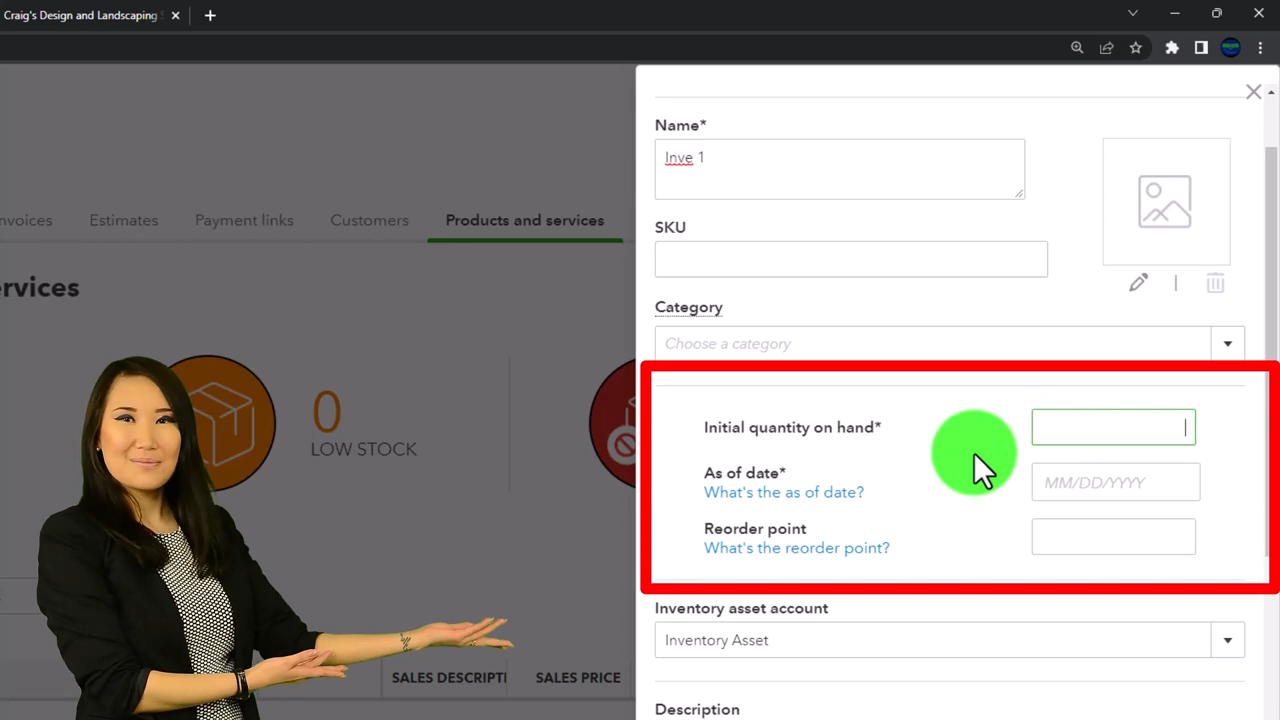 Craig's Design and Landscaping
Name*
Inve 1
nvoices
Estimates
Payment links
Customers
Products and services
SKU
ervices
Category
Choose a category
0
LOW STOCK
Initial quantity on hand*
As of date*
MM/DD/YYYY
What's the as of date?
Reorder point
What's the reorder point?
Inventory asset account
Inventory Asset
SALES DESCRIPTI
SALES PRICE
Description